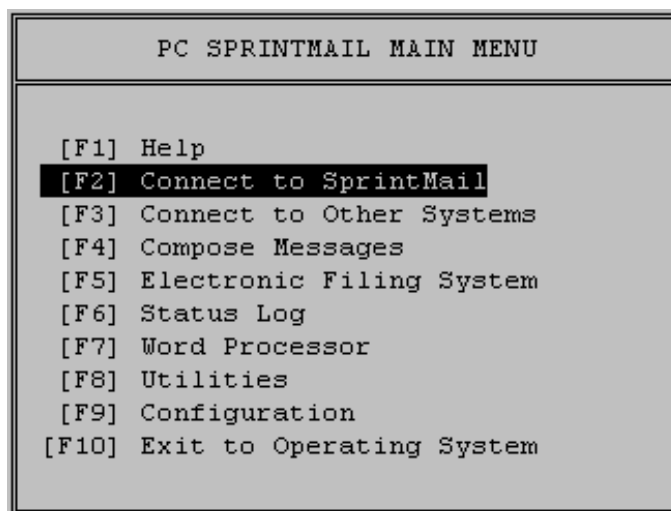 PC SPRINTMAIL MAIN MENU
[F1] Help
[F2] Connect to SprintMail
[F3] Connect to Other Systems
[F4] Compose Messages
[F5] Electronic Filing System
[F6] Status Log
[F7] Word Processor
[F8] Utilities
[F9] Configuration
[F10] Exit to Operating System